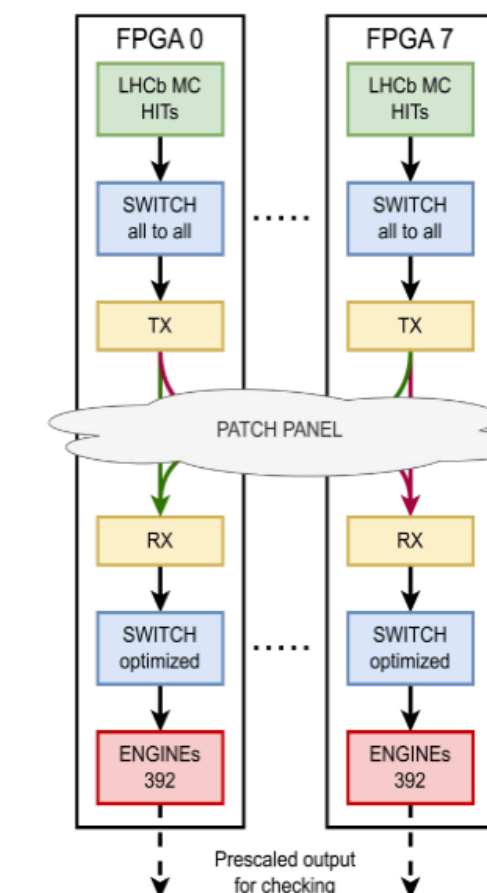 FPGA 0
LHCb MC
HITs
SWITCH
all to all
TX
RX
SWITCH
optimized
ENGINEs
392
FPGA 7
LHCb MC
HITs
SWITCH
all to all
TX
RX
SWITCH
optimized
ENGINEs
392
PATCH PANEL
Prescaled output
for checking